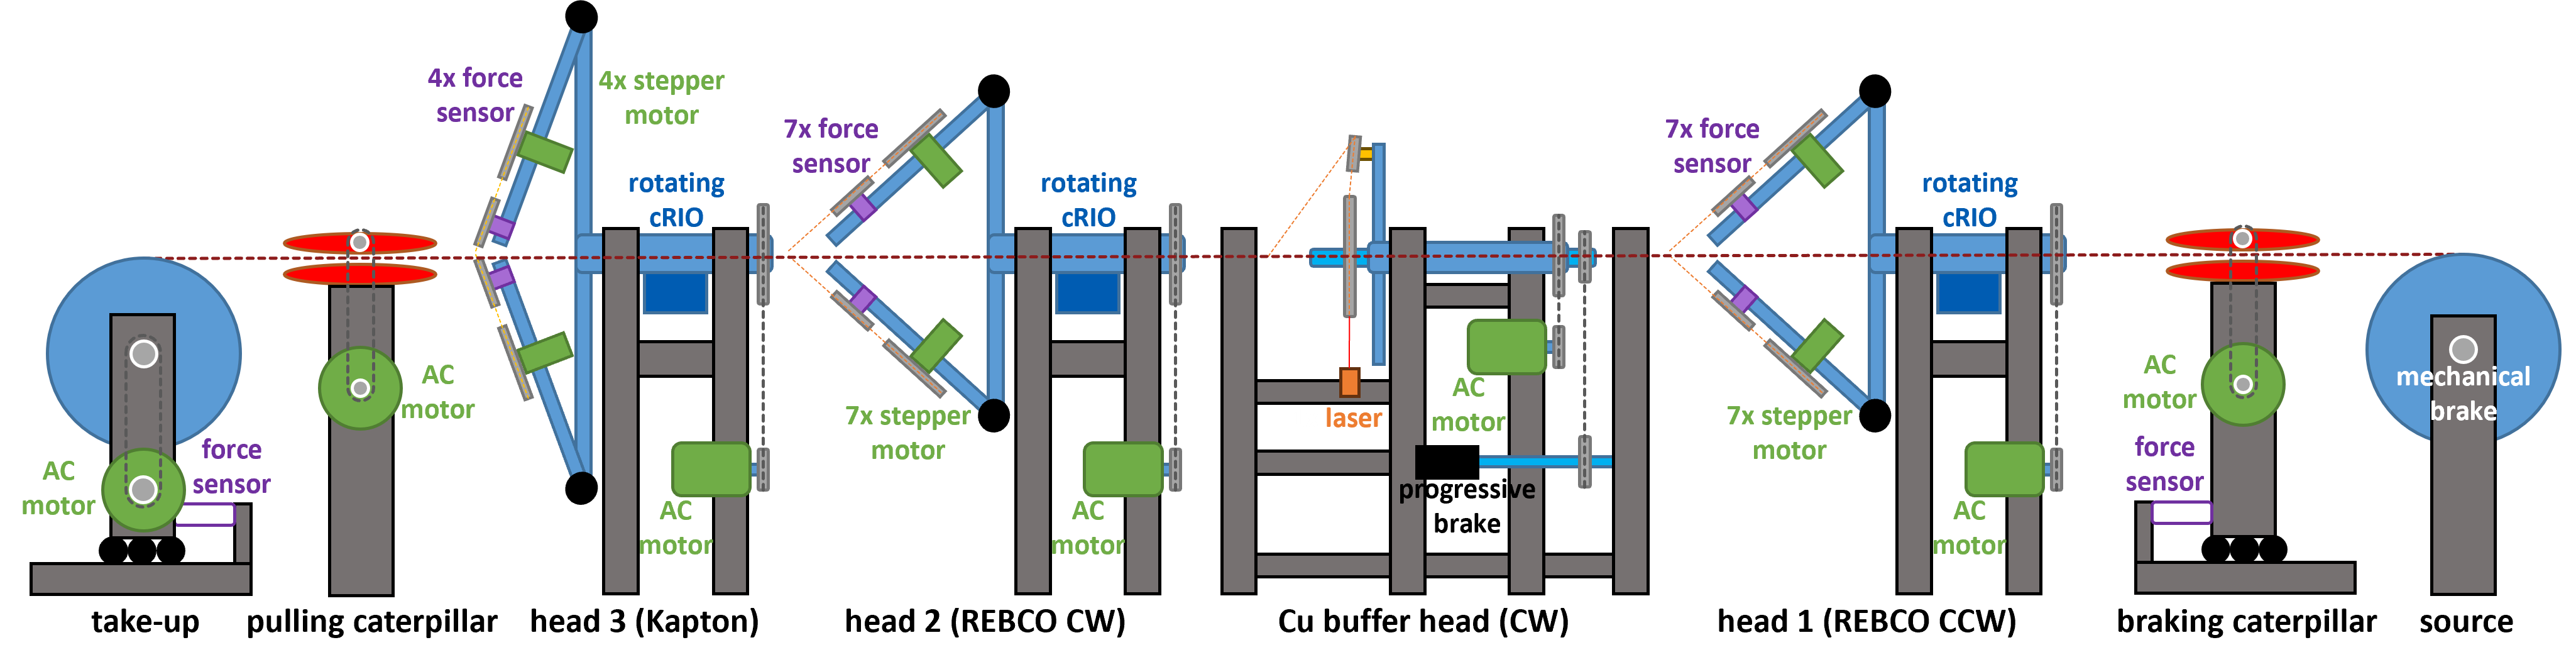 4x force
sensor
4x stepper
motor
7x force
sensor
7x force
sensor
rotating
cRIO
rotating
cRIO
rotating
cRIO
AC
motor
AC
motor
force
sensor
7x stepper
motor
laser
AC
motor
progressive
brake
7x stepper
motor
AC
motor
force
sensor
mechanical
brake
AC
motor
AC
motor
AC
motor
take-up
pulling caterpillar
head 3 (Kapton)
head 2 (REBCO CW)
Cu buffer head (CW)
head 1 (REBCO CCW)
braking caterpillar
source